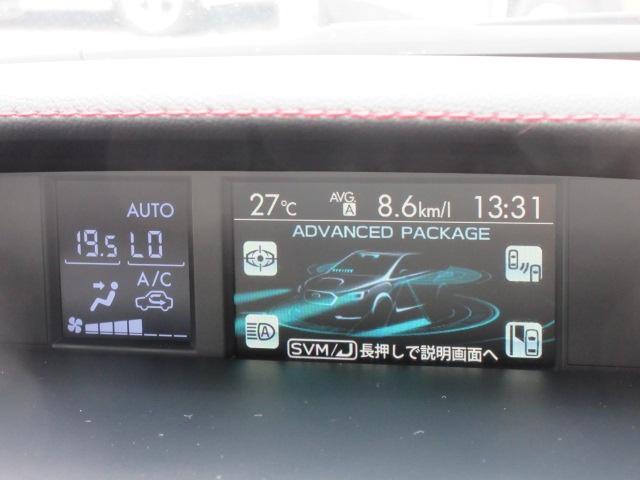 AUTO
19.5 LO
A/C
27℃ AVG. A 8.6km/l 13:31
ADVANCED PACKAGE
A
SVM/ 長押しで説明画面へ